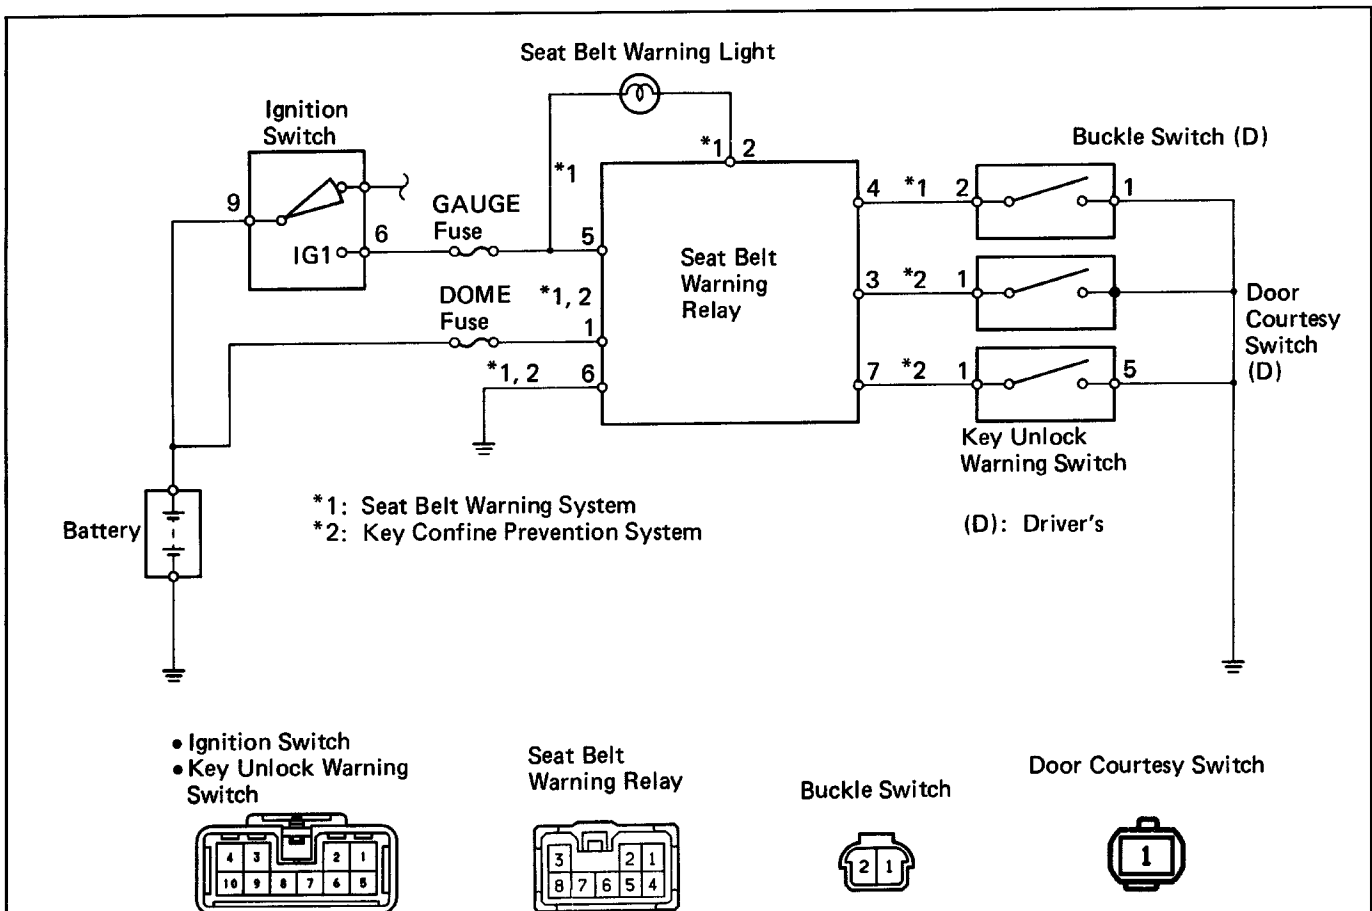 Seat Belt Warning Light
Ignition
Switch
9
IG1
6
GAUGE
Fuse
*1
5
DOME
Fuse
*1, 2
1
*1, 2
6
*1
2
Seat Belt
Warning
Relay
Buckle Switch (D)
4
*1
2
1
3
*2
1
Door
Courtesy
Switch
(D)
7
*2
1
5
Key Unlock
Warning Switch
Battery
*1: Seat Belt Warning System
*2: Key Confine Prevention System
(D): Driver's
• Ignition Switch
• Key Unlock Warning
Switch
4 3 2 1
10 9 8 7 6 5
Seat Belt
Warning Relay
3 2 1
8 7 6 5 4
Buckle Switch
2 1
Door Courtesy Switch
1